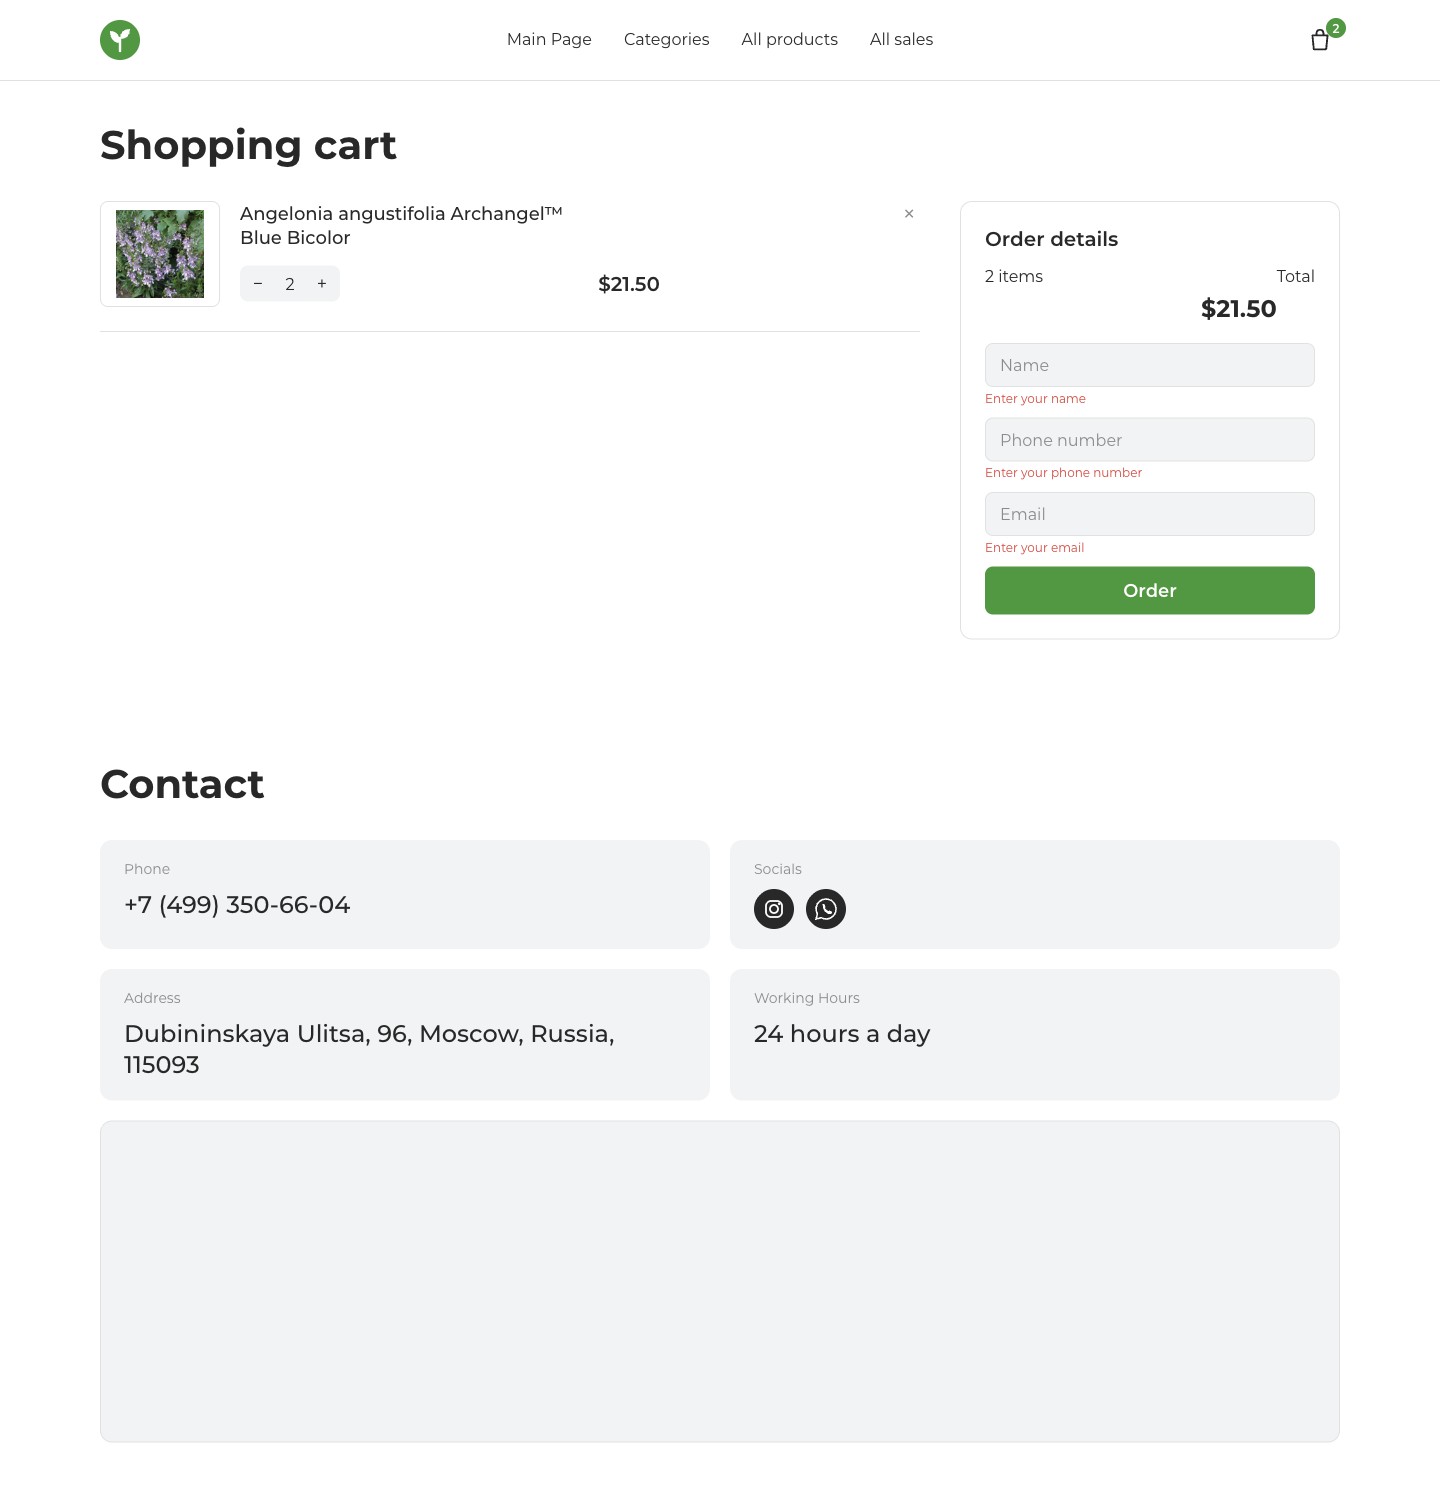 Main Page Categories All products All sales
2
Shopping cart
Angelonia angustifolia Archangel™
Blue Bicolor
− 2 +
$21.50
×
Order details
2 items Total
$21.50
Name
Enter your name
Phone number
Enter your phone number
Email
Enter your email
Order
Contact
Phone
+7 (499) 350-66-04
Socials
Address
Dubininskaya Ulitsa, 96, Moscow, Russia,
115093
Working Hours
24 hours a day